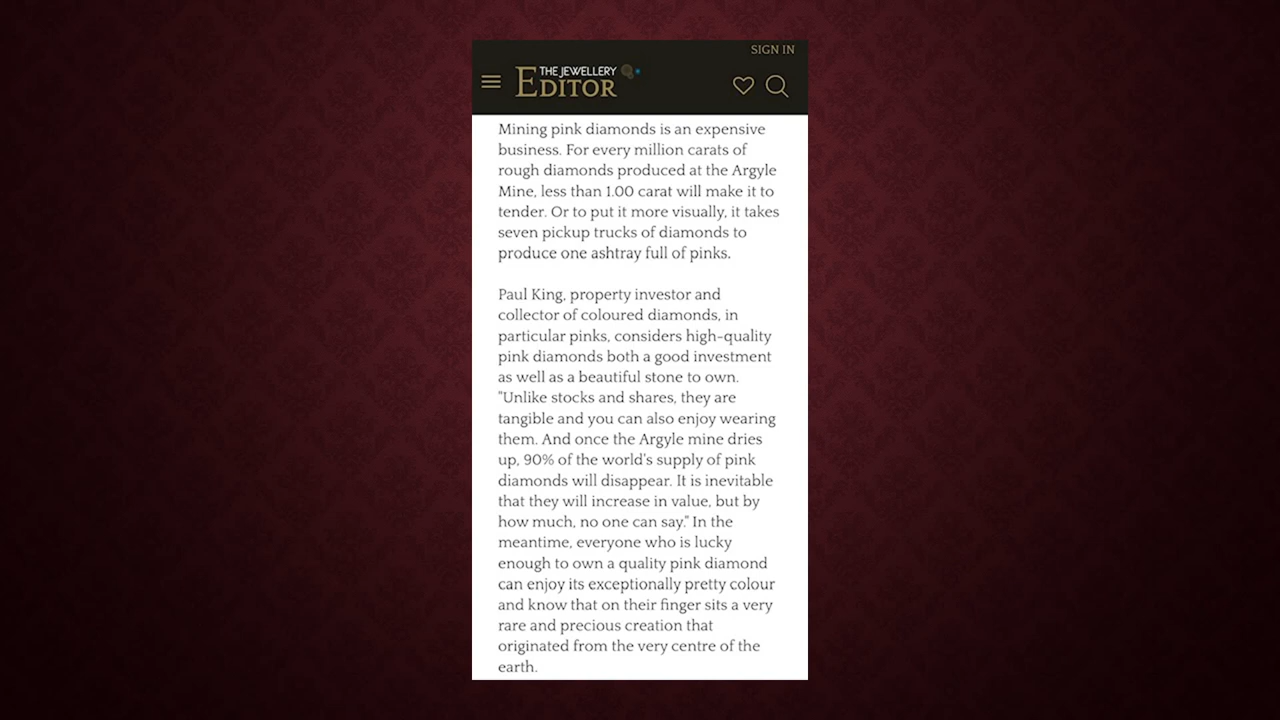 SIGN IN
THE JEWELLERY
EDITOR
Mining pink diamonds is an expensive
business. For every million carats of
rough diamonds produced at the Argyle
Mine, less than 1.00 carat will make it to
tender. Or to put it more visually, it takes
seven pickup trucks of diamonds to
produce one ashtray full of pinks.
Paul King, property investor and
collector of coloured diamonds, in
particular pinks, considers high-quality
pink diamonds both a good investment
as well as a beautiful stone to own.
"Unlike stocks and shares, they are
tangible and you can also enjoy wearing
them. And once the Argyle mine dries
up, 90% of the world's supply of pink
diamonds will disappear. It is inevitable
that they will increase in value, but by
how much, no one can say." In the
meantime, everyone who is lucky
enough to own a quality pink diamond
can enjoy its exceptionally pretty colour
and know that on their finger sits a very
rare and precious creation that
originated from the very centre of the
earth.